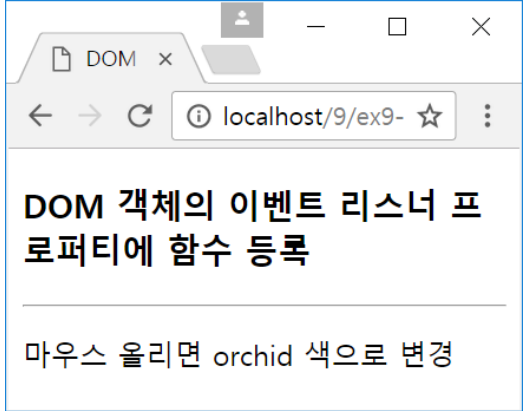 DOM
localhost/9/ex9-
DOM 객체의 이벤트 리스너 프
로퍼티에 함수 등록
마우스 올리면 orchid 색으로 변경